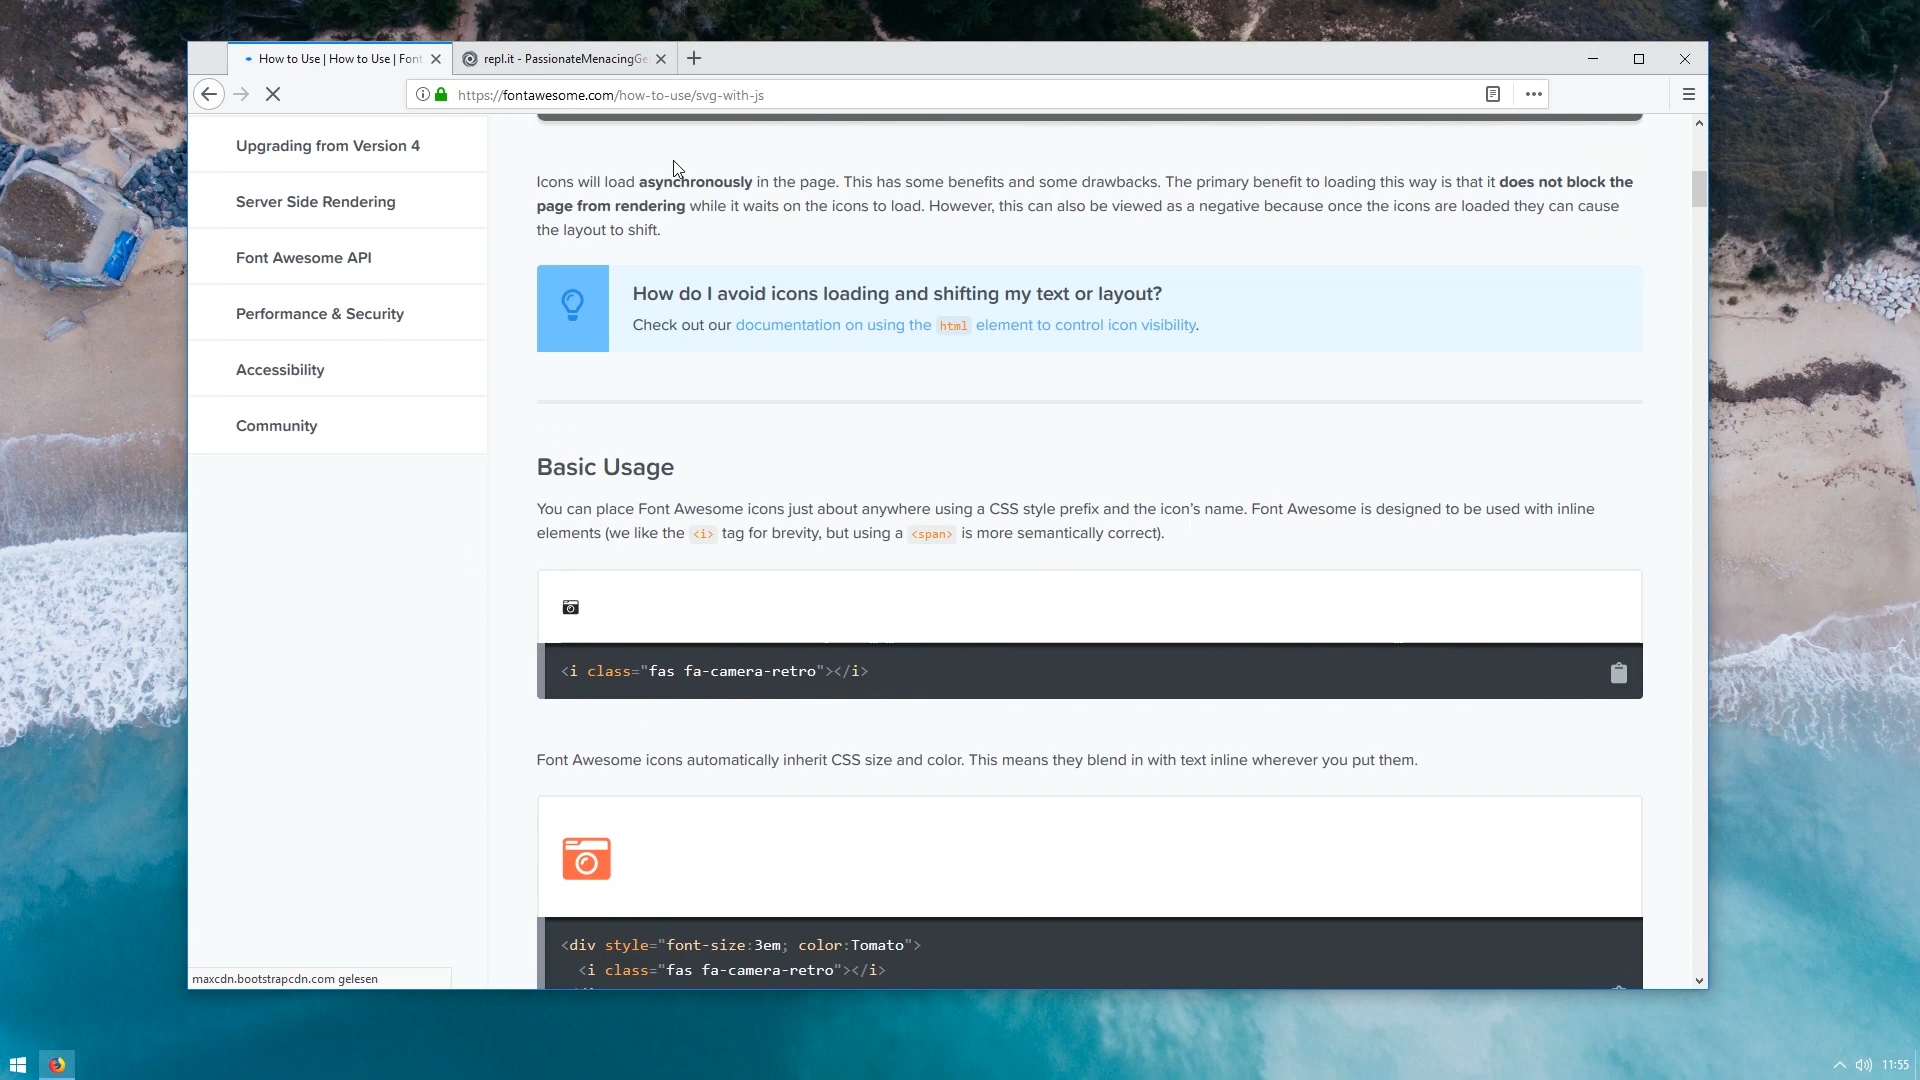 How to Use | How to Use | Font
repl.it - PassionateMenacingGe
https://fontawesome.com/how-to-use/svg-with-js
Upgrading from Version 4
Server Side Rendering
Font Awesome API
Performance & Security
Accessibility
Community
Icons will load asynchronously in the page. This has some benefits and some drawbacks. The primary benefit to loading this way is that it does not block the
page from rendering while it waits on the icons to load. However, this can also be viewed as a negative because once the icons are loaded they can cause
the layout to shift.
How do I avoid icons loading and shifting my text or layout?
Check out our documentation on using the html element to control icon visibility.
Basic Usage
You can place Font Awesome icons just about anywhere using a CSS style prefix and the icon’s name. Font Awesome is designed to be used with inline
elements (we like the <i> tag for brevity, but using a <span> is more semantically correct).
<i class="fas fa-camera-retro"></i>
Font Awesome icons automatically inherit CSS size and color. This means they blend in with text inline wherever you put them.
<div style="font-size:3em; color:Tomato">
<i class="fas fa-camera-retro"></i>
maxcdn.bootstrapcdn.com gelesen
11:55